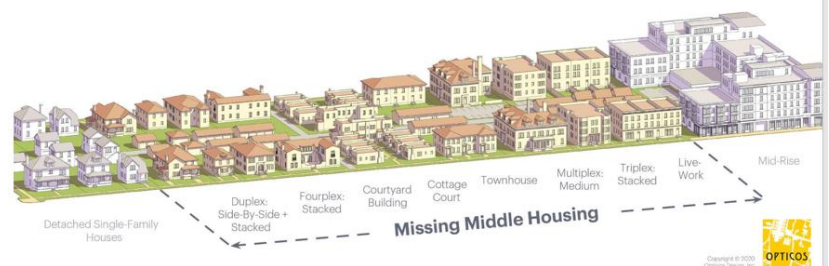 Detached Single-Family
Houses
Duplex:
Side-By-Side +
Stacked
Fourplex:
Stacked
Courtyard
Building
Cottage
Court
Townhouse
Multiplex:
Medium
Triplex:
Stacked
Live-
Work
Mid-Rise
Missing Middle Housing
OPTICOS
Copyright © 2020